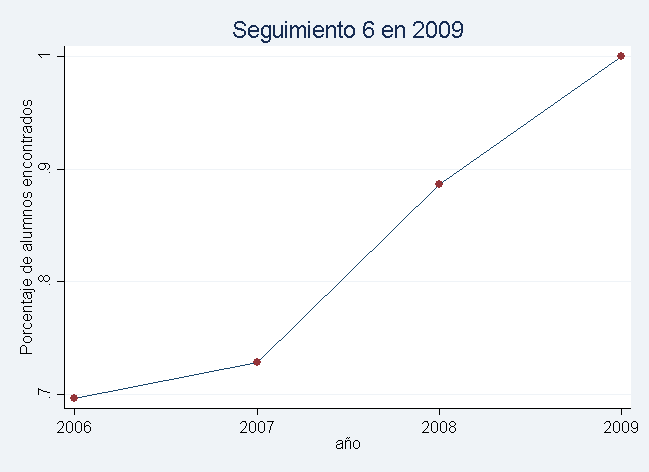 Seguimiento 6 en 2009
Porcentaje de alumnos encontrados
1
.9
.8
.7
2006 2007 2008 2009
año